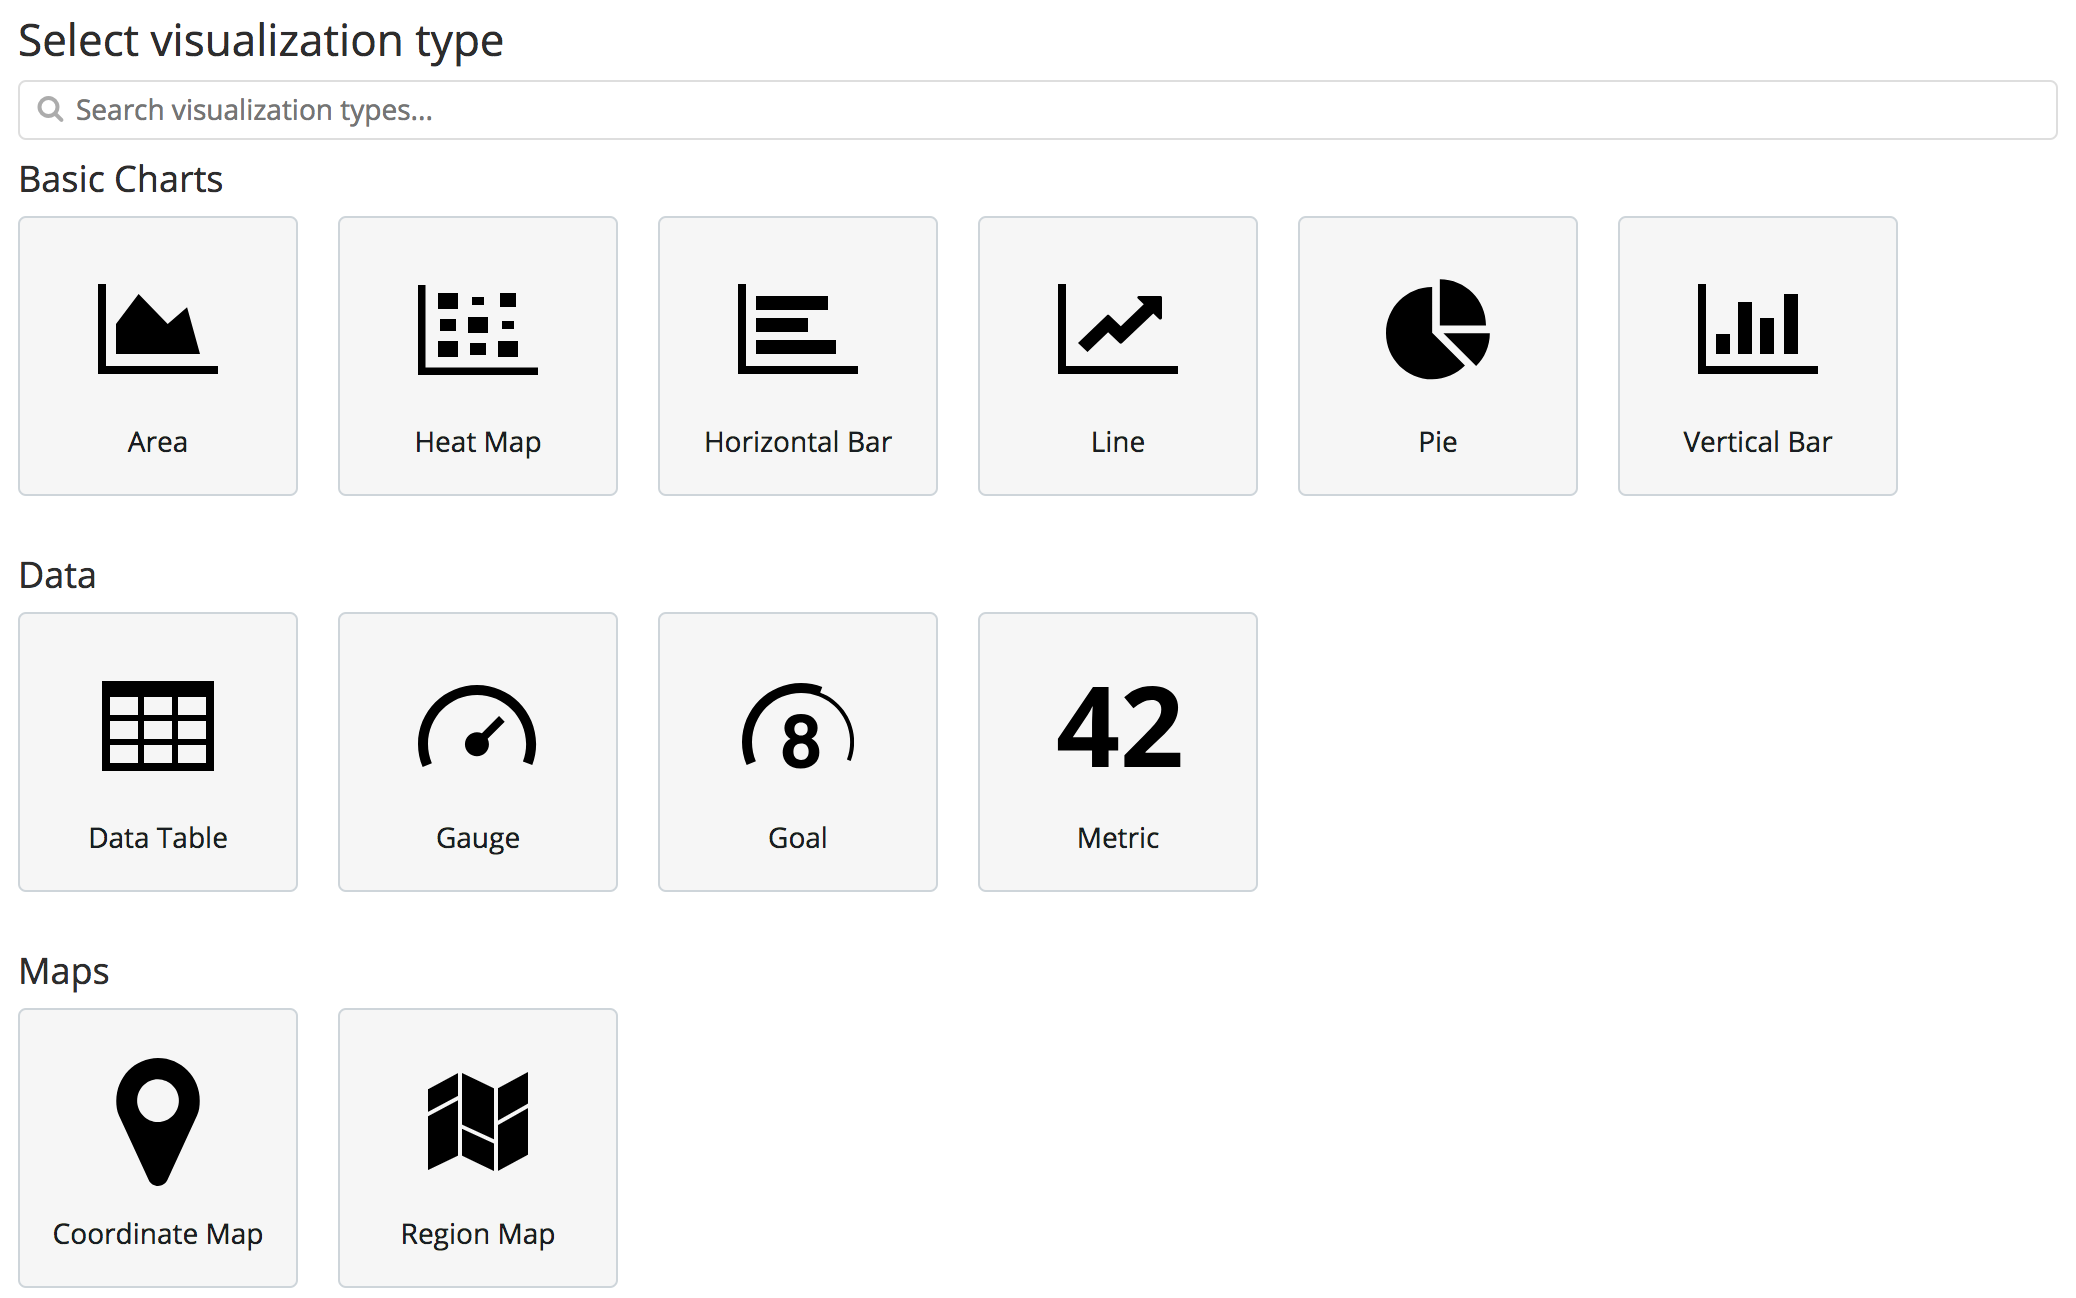 Select visualization type
Search visualization types...
Basic Charts
Area
Heat Map
Horizontal Bar
Line
Pie
Vertical Bar
Data
8
42
Data Table
Gauge
Goal
Metric
Maps
Coordinate Map
Region Map